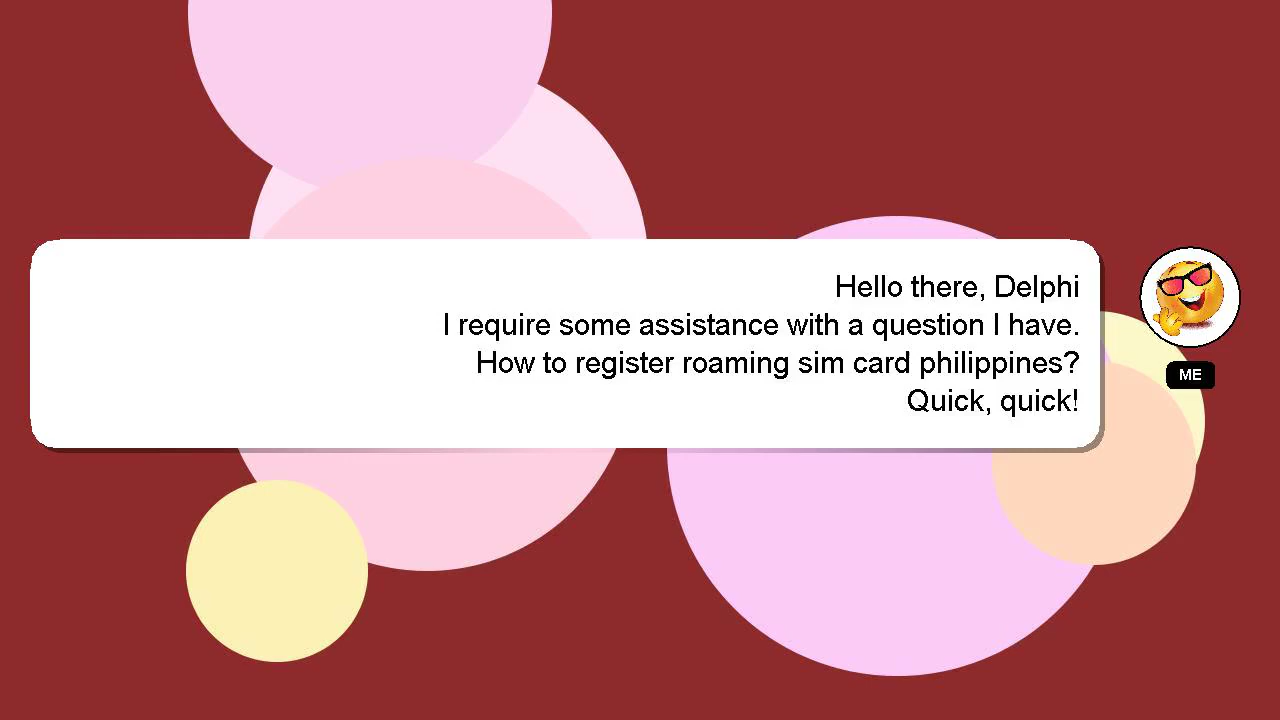 Hello there, Delphi
I require some assistance with a question I have.
How to register roaming sim card philippines?
Quick, quick!
ME